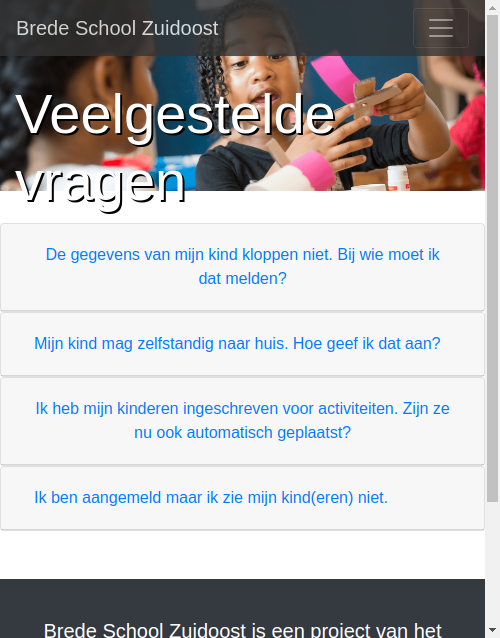 Brede School Zuidoost
Veelgestelde
vragen
De gegevens van mijn kind kloppen niet. Bij wie moet ik
dat melden?
Mijn kind mag zelfstandig naar huis. Hoe geef ik dat aan?
Ik heb mijn kinderen ingeschreven voor activiteiten. Zijn ze
nu ook automatisch geplaatst?
Ik ben aangemeld maar ik zie mijn kind(eren) niet.
Brede School Zuidoost is een project van het